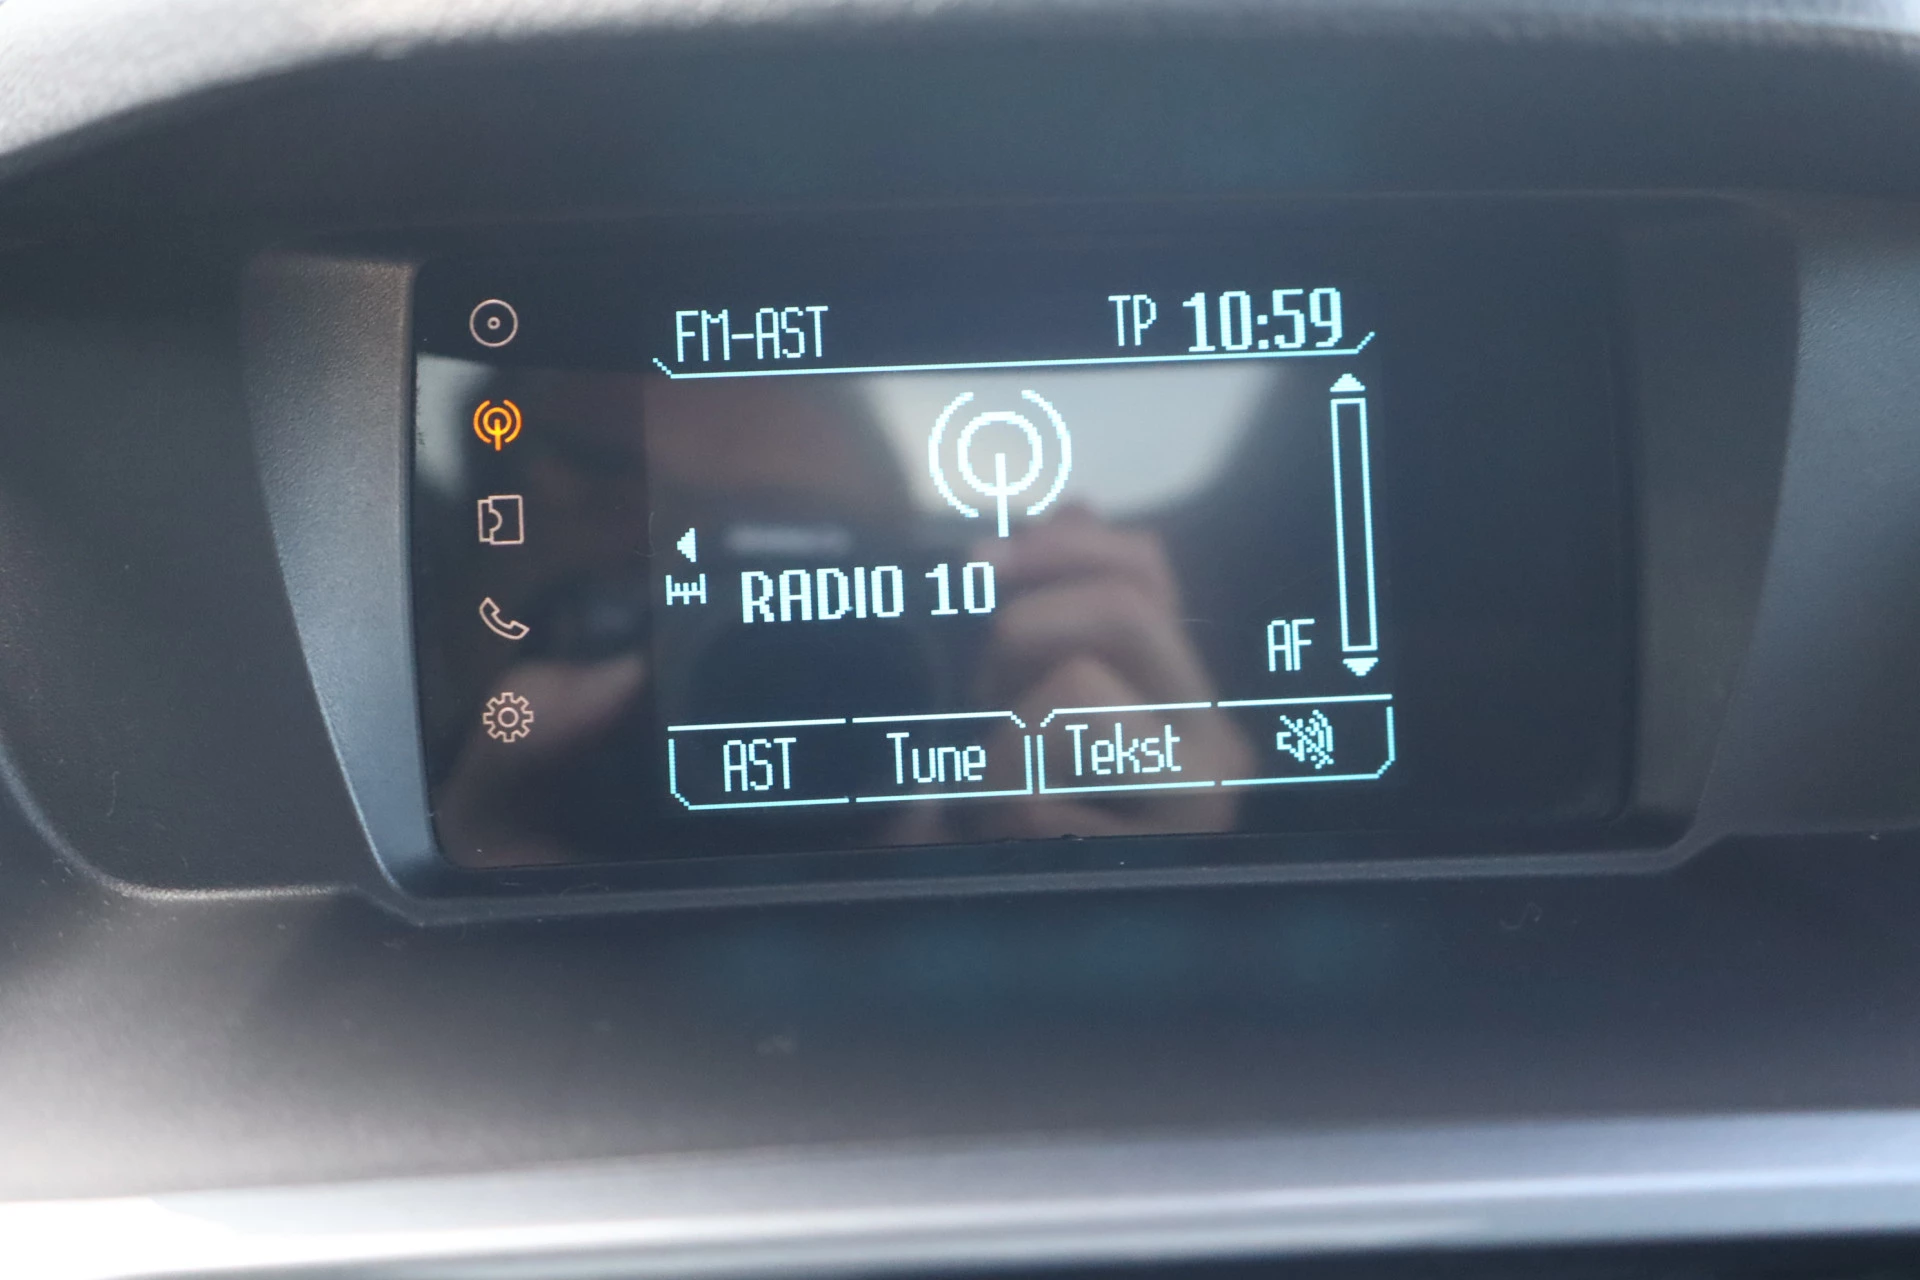 FM-AST TP 10:59
RADIO 10
AF
AST Tune Tekst